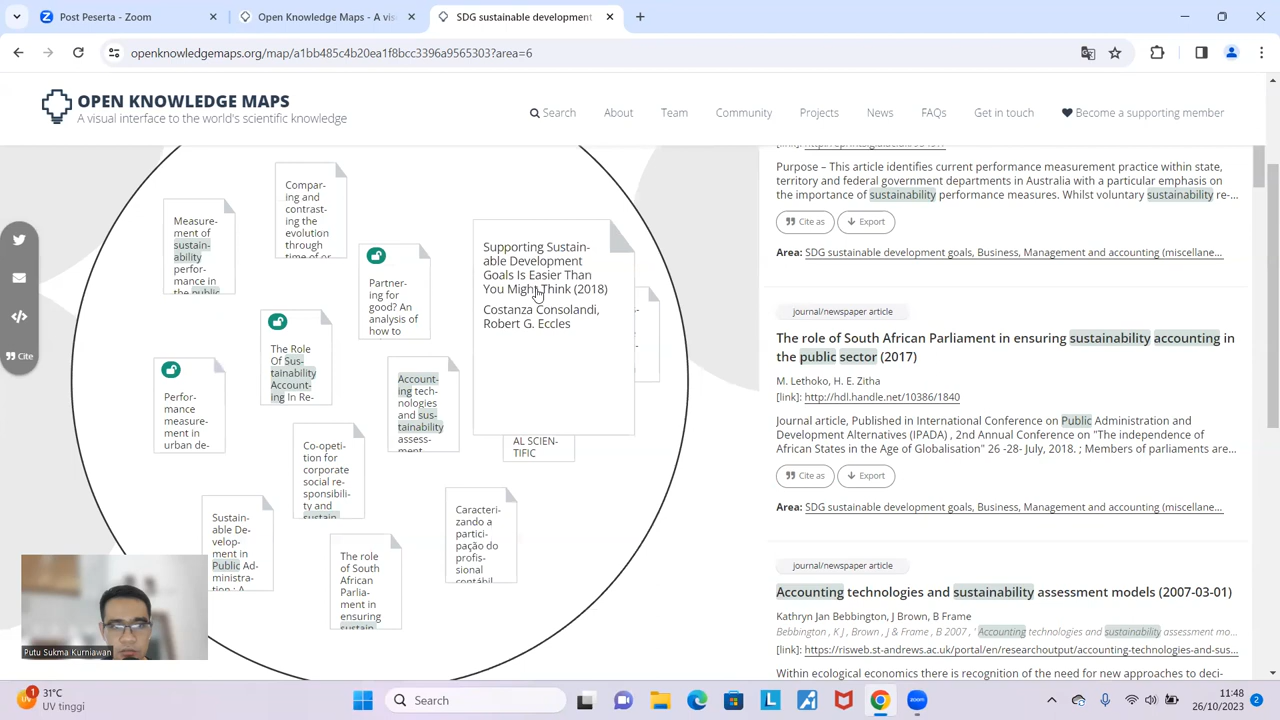 Post Peserta - Zoom
Open Knowledge Maps - A vis
SDG sustainable development
openknowledgemaps.org/map/a1bb485c4b20ea1f8bcc3396a9565303?area=6
OPEN KNOWLEDGE MAPS
A visual interface to the world's scientific knowledge
Search About Team Community Projects News FAQs Get in touch Become a supporting member
Cite
Measure-
ment of
sustain-
ability
perfor-
mance in
the public
Compar-
ing and
contrast-
ing the
evolution
through
time of or
Partner-
ing for
good? An
analysis of
how to
The Role
Of Sus-
tainability
Account-
ing In Re-
Perfor-
mance
measure-
ment in
urban de-
Account-
ing tech-
nologies
and sus-
tainability
assess-
ment
Supporting Sustain-
able Development
Goals Is Easier Than
You Might Think (2018)
Costanza Consolandi,
Robert G. Eccles
AL SCIEN-
TIFIC
Co-opeti-
tion for
corporate
social re-
sponsibili-
ty and
sustain
Sustain-
able De-
velop-
ment in
Public Ad-
ministra-
tion : A
The role
of South
African
Parlia-
ment in
ensuring
sustain
Caracteri-
zando a
partici-
pação do
profis-
sional
contábil
Purpose – This article identifies current performance measurement practice within state,
territory and federal government departments in Australia with a particular emphasis on
the importance of sustainability performance measures. Whilst voluntary sustainability re-...
Cite as Export
Area: SDG sustainable development goals, Business, Management and accounting (miscellane...
journal/newspaper article
The role of South African Parliament in ensuring sustainability accounting in
the public sector (2017)
M. Lethoko, H. E. Zitha
[link]: http://hdl.handle.net/10386/1840
Journal article, Published in International Conference on Public Administration and
Development Alternatives (IPADA) , 2nd Annual Conference on "The independence of
African States in the Age of Globalisation" 26 -28- July, 2018. ; Members of parliaments are...
Cite as Export
Area: SDG sustainable development goals, Business, Management and accounting (miscellane...
journal/newspaper article
Accounting technologies and sustainability assessment models (2007-03-01)
Kathryn Jan Bebbington, J Brown, B Frame
Bebbington , K J , Brown , J & Frame , B 2007 , ' Accounting technologies and sustainability assessment mo...
[link]: https://risweb.st-andrews.ac.uk/portal/en/researchoutput/accounting-technologies-and-sus...
Within ecological economics there is recognition of the need for new approaches to deci-
Putu Sukma Kurniawan
1
31°C
UV tinggi
Search
zoom
11:48
26/10/2023
2